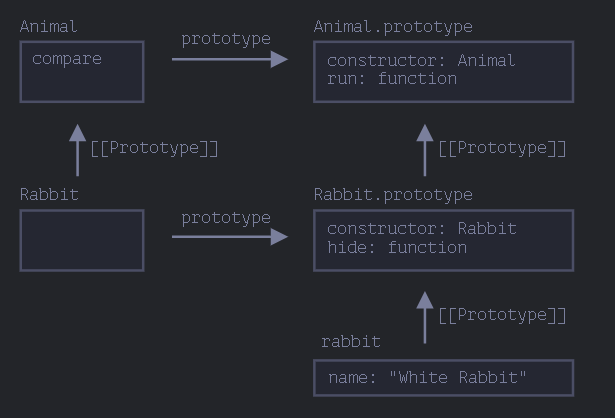 Animal
compare
prototype
Animal.prototype
constructor: Animal
run: function
[[Prototype]]
[[Prototype]]
Rabbit
prototype
Rabbit.prototype
constructor: Rabbit
hide: function
[[Prototype]]
rabbit
name: "White Rabbit"